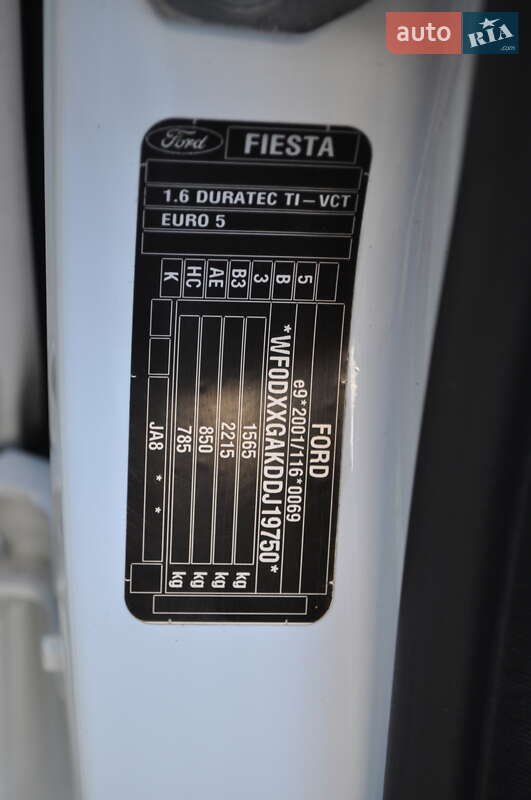 auto RIA .com
Ford FIESTA
1.6 DURATEC TI-VCT
EURO 5
K HC AE B3 3 B 5
FORD
e9*2001/116*0069
*WF0DXXGAKDDJ19750*
1565 kg
2215 kg
850 kg
785 kg
JA8 * *